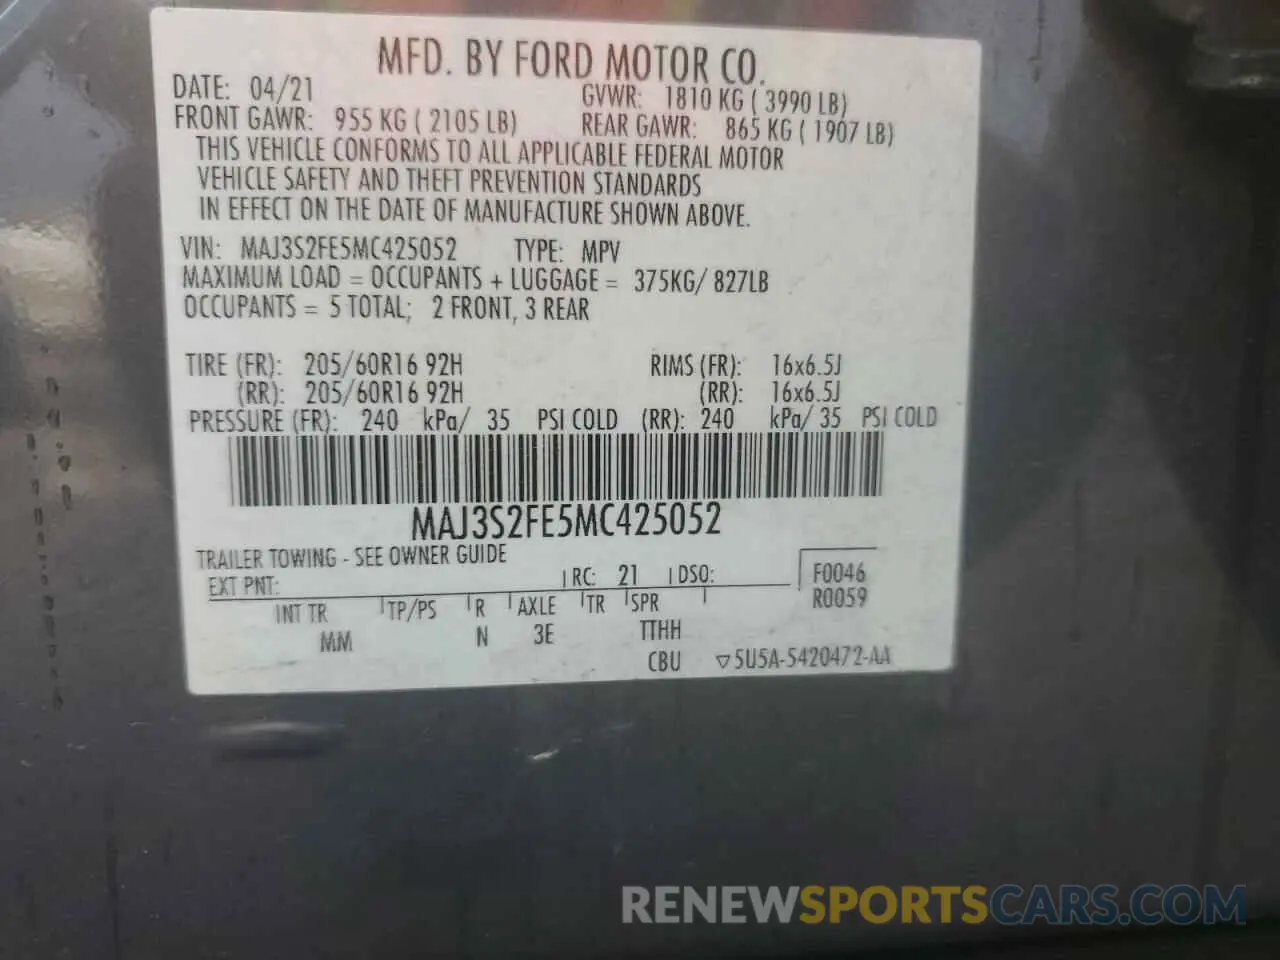 MFD. BY FORD MOTOR CO.
DATE: 04/21 GVWR: 1810 KG ( 3990 LB)
FRONT GAWR: 955 KG ( 2105 LB) REAR GAWR: 865 KG ( 1907 LB)
THIS VEHICLE CONFORMS TO ALL APPLICABLE FEDERAL MOTOR
VEHICLE SAFETY AND THEFT PREVENTION STANDARDS
IN EFFECT ON THE DATE OF MANUFACTURE SHOWN ABOVE.
VIN: MAJ3S2FE5MC425052 TYPE: MPV
MAXIMUM LOAD = OCCUPANTS + LUGGAGE = 375KG/ 827LB
OCCUPANTS = 5 TOTAL; 2 FRONT, 3 REAR
TIRE (FR): 205/60R16 92H RIMS (FR): 16x6.5J
(RR): 205/60R16 92H (RR): 16x6.5J
PRESSURE (FR): 240 kPa/ 35 PSI COLD (RR): 240 kPa/ 35 PSI COLD
MAJ3S2FE5MC425052
TRAILER TOWING - SEE OWNER GUIDE
EXT PNT: RC: 21 DSO: F0046
INT TR TP/PS R AXLE TR SPR R0059
MM N 3E TTHH
CBU ▽5U5A-5420472-AA
RENEWSPORTSCARS.COM